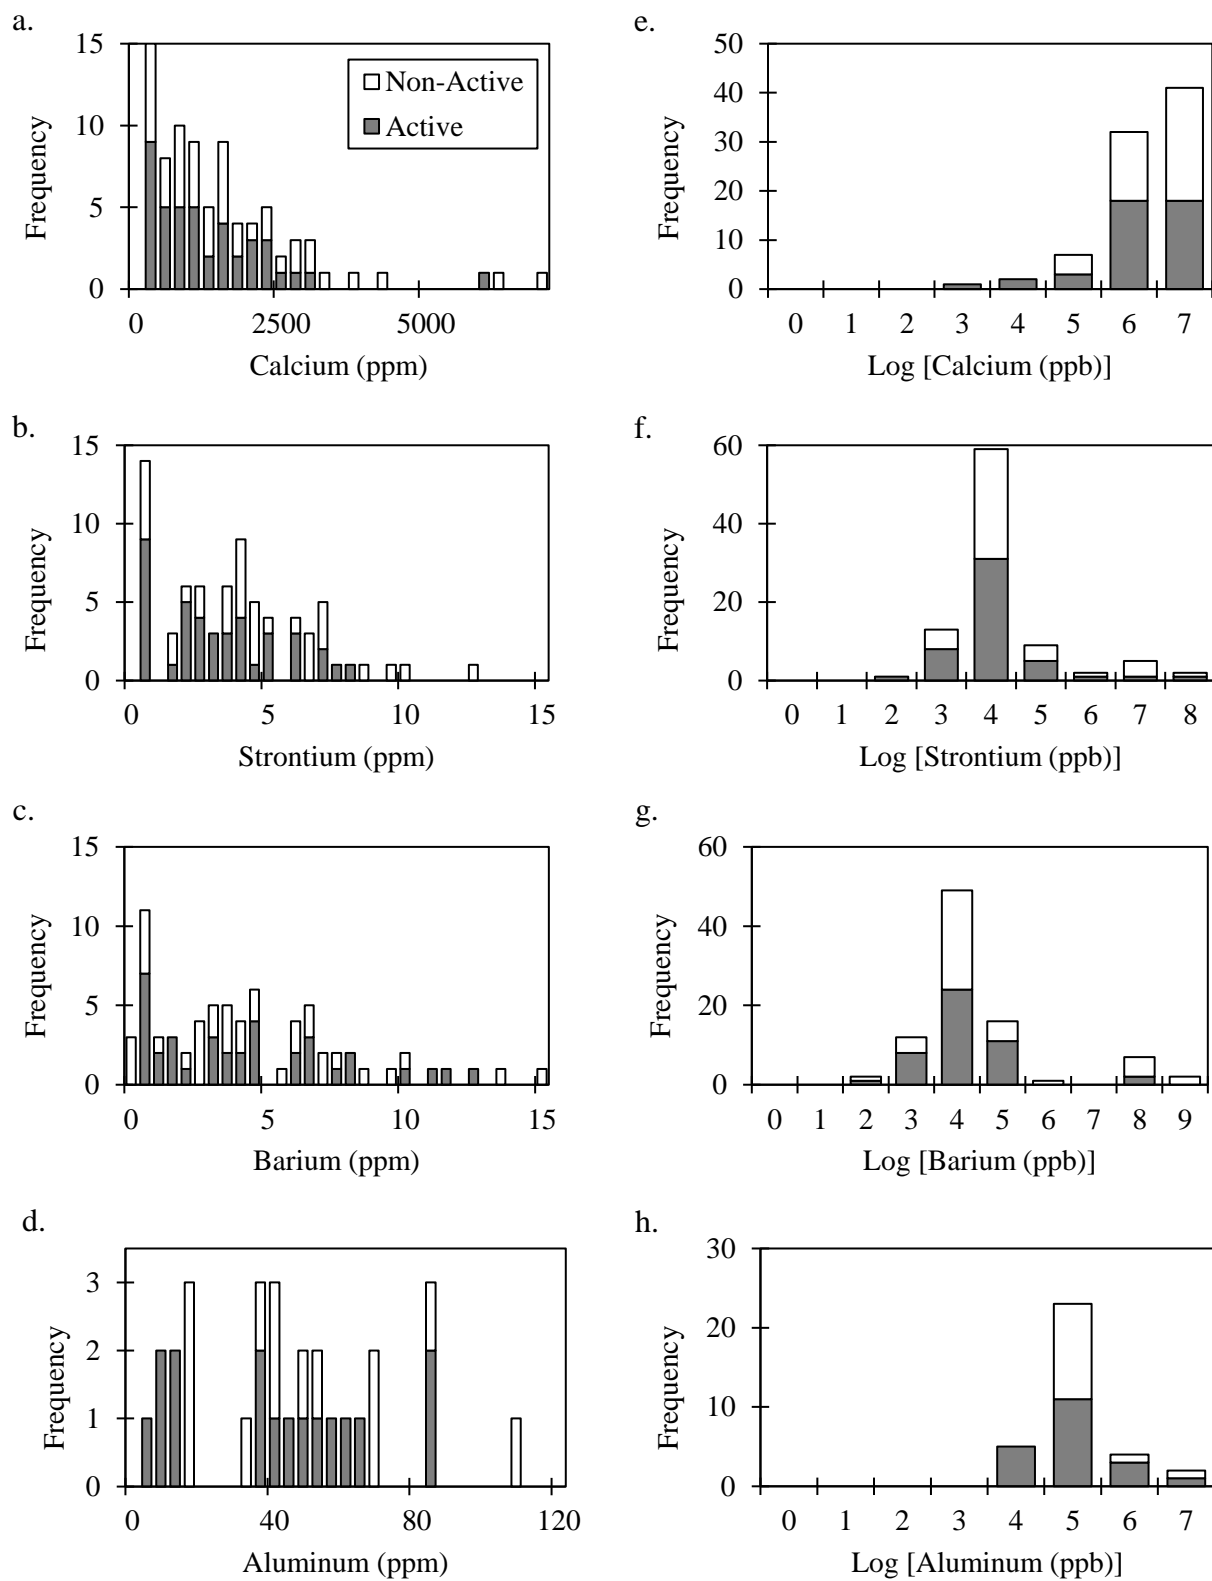 a.
15
10
5
0
Frequency
Non-Active
Active
0 2500 5000
Calcium (ppm)
e.
50
40
30
20
10
0
Frequency
0 1 2 3 4 5 6 7
Log [Calcium (ppb)]
b.
15
10
5
0
Frequency
0 5 10 15
Strontium (ppm)
f.
60
40
20
0
Frequency
0 1 2 3 4 5 6 7 8
Log [Strontium (ppb)]
c.
15
10
5
0
Frequency
0 5 10 15
Barium (ppm)
g.
60
40
20
0
Frequency
0 1 2 3 4 5 6 7 8 9
Log [Barium (ppb)]
d.
3
2
1
0
Frequency
0 40 80 120
Aluminum (ppm)
h.
30
20
10
0
Frequency
0 1 2 3 4 5 6 7
Log [Aluminum (ppb)]